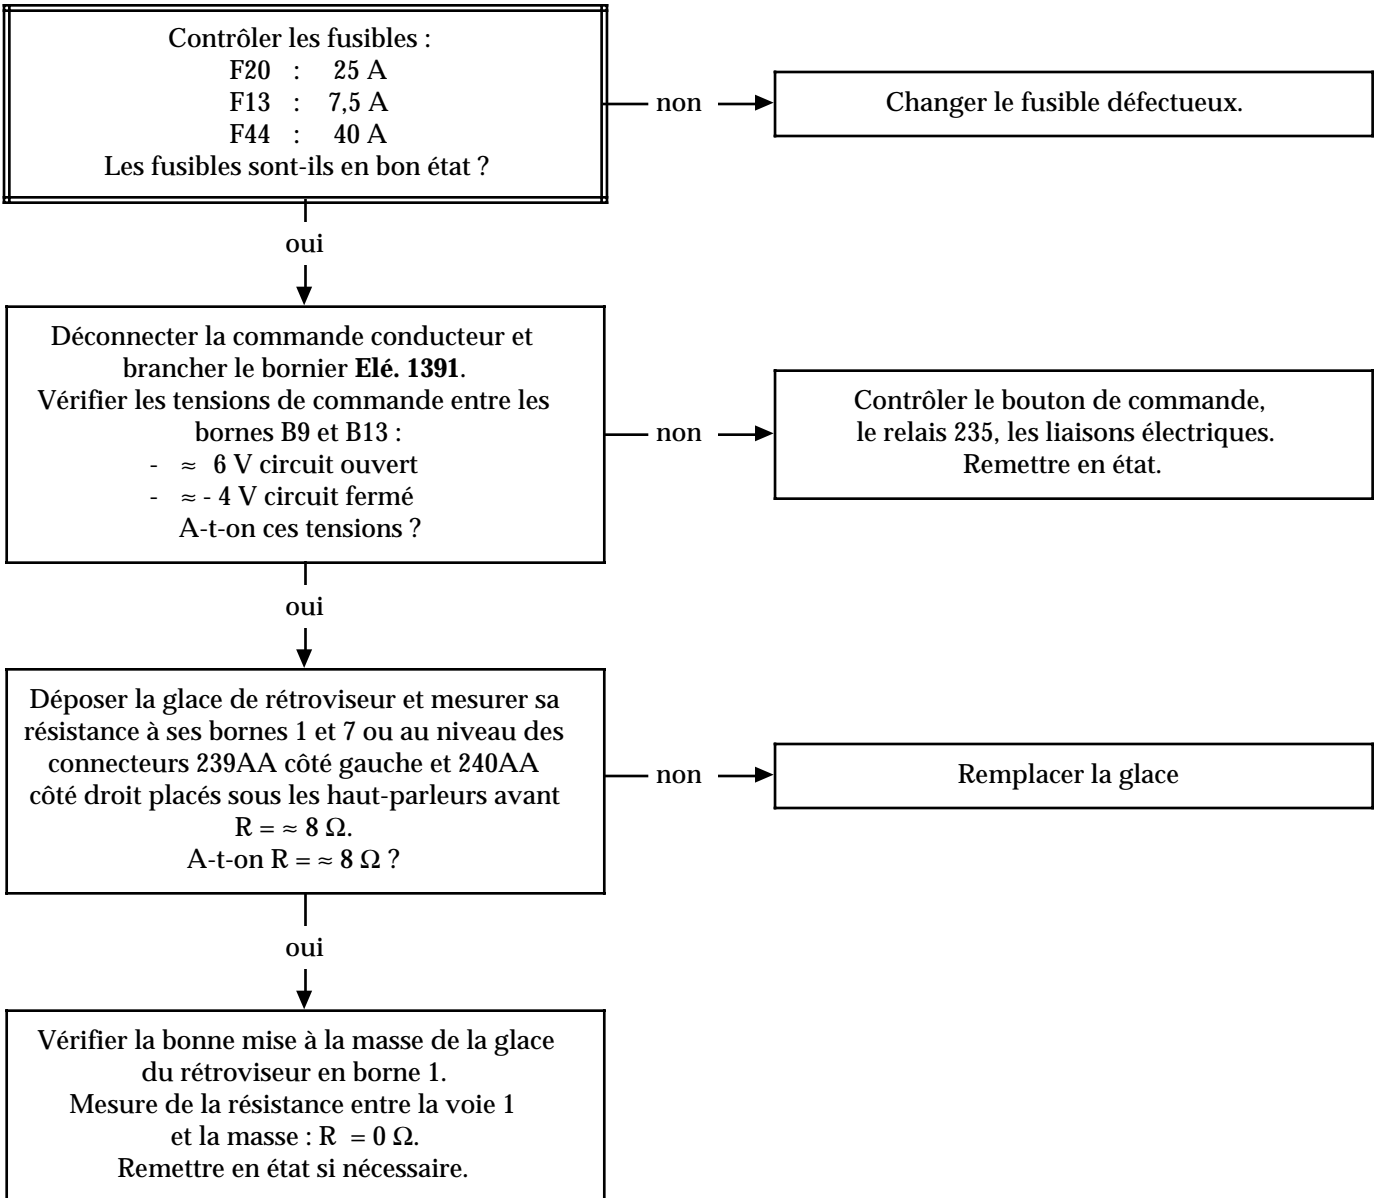 Contrôler les fusibles :
F20 : 25 A
F13 : 7,5 A
F44 : 40 A
Les fusibles sont-ils en bon état ?
non
Changer le fusible défectueux.
oui
Déconnecter la commande conducteur et
brancher le bornier Elé. 1391.
Vérifier les tensions de commande entre les
bornes B9 et B13 :
- ≈ 6 V circuit ouvert
- ≈ - 4 V circuit fermé
A-t-on ces tensions ?
non
Contrôler le bouton de commande,
le relais 235, les liaisons électriques.
Remettre en état.
oui
Déposer la glace de rétroviseur et mesurer sa
résistance à ses bornes 1 et 7 ou au niveau des
connecteurs 239AA côté gauche et 240AA
côté droit placés sous les haut-parleurs avant
R = ≈ 8 Ω.
A-t-on R = ≈ 8 Ω ?
non
Remplacer la glace
oui
Vérifier la bonne mise à la masse de la glace
du rétroviseur en borne 1.
Mesure de la résistance entre la voie 1
et la masse : R = 0 Ω.
Remettre en état si nécessaire.